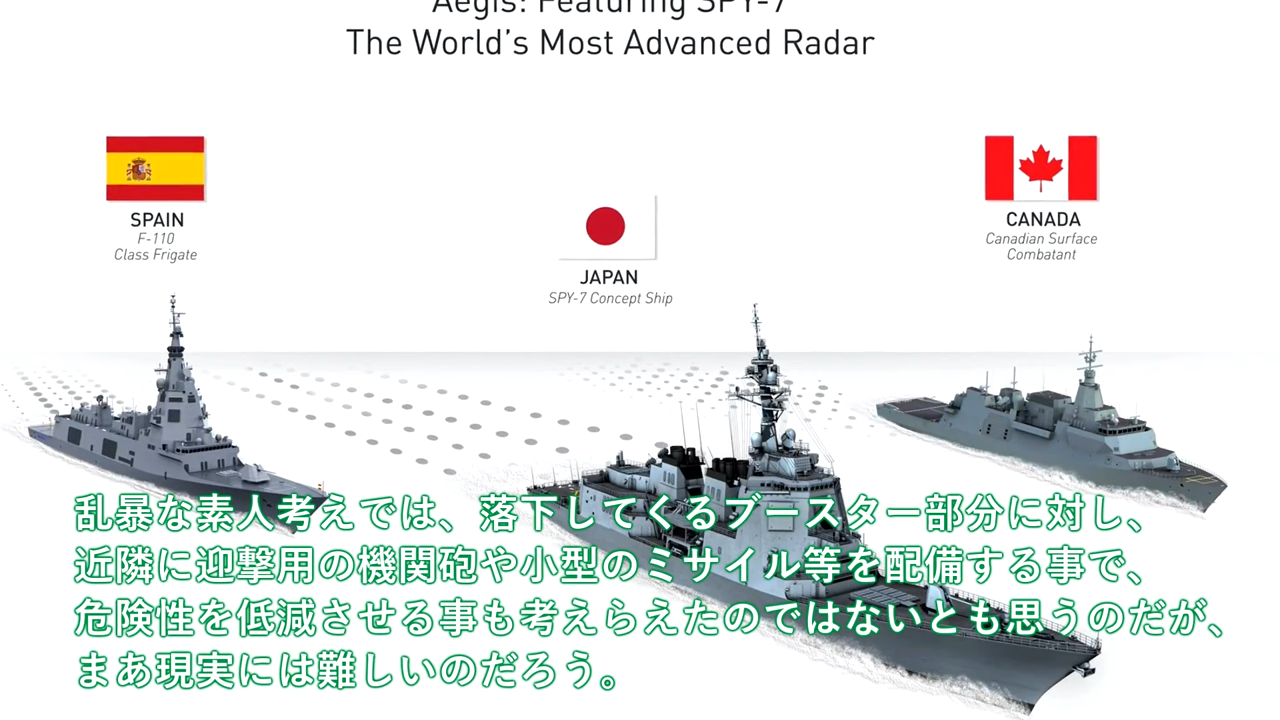 Aegis: Featuring SPY-7
The World's Most Advanced Radar
SPAIN
F-110
Class Frigate
JAPAN
SPY-7 Concept Ship
CANADA
Canadian Surface
Combatant
乱暴な素人考えでは、落下してくるブースター部分に対し、
近隣に迎撃用の機関砲や小型のミサイル等を配備する事で、
危険性を低減させる事も考えらえたのではないとも思うのだが、
まあ現実には難しいのだろう。